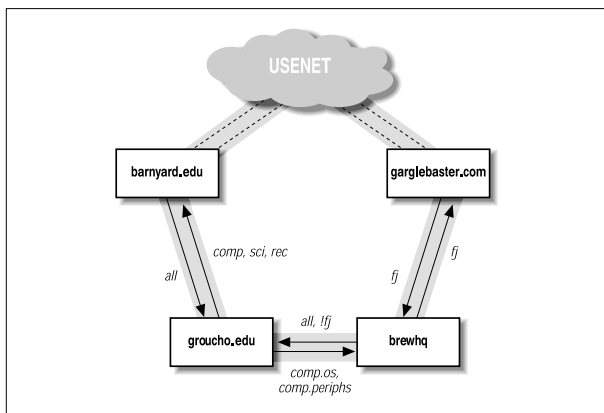 USENET
barnyard.edu
garglebaster.com
comp, sci, rec
all
fj
fj
all, !fj
groucho.edu
brewhq
comp.os,
comp.periphs